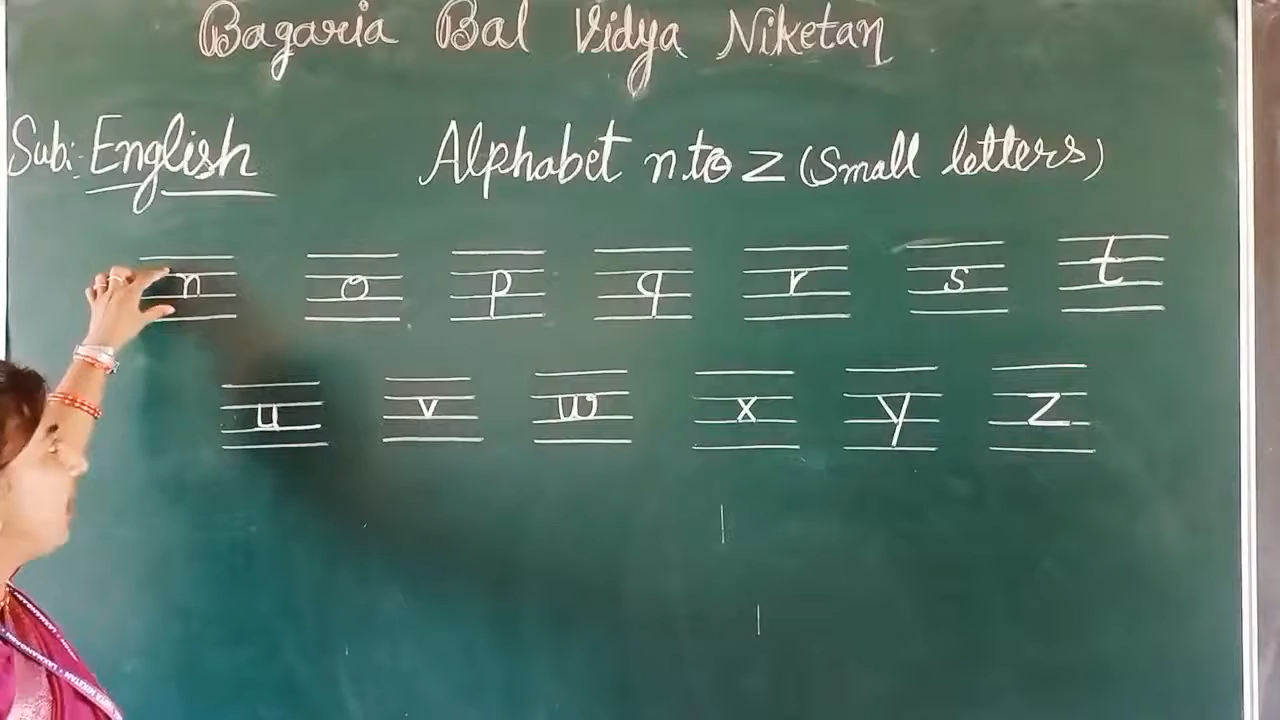 Bagaria Bal Vidya Niketan
Sub: English
Alphabet n to z (Small letters)
n o p q r s t
u v w x y z